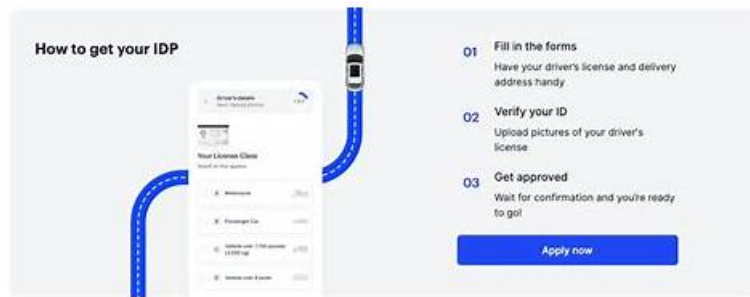 How to get your IDP
Driver's details
Your License Class
A Motorcycle
B Passenger Car
01
Fill in the forms
Have your driver's license and delivery
address handy
02
Verify your ID
Upload pictures of your driver's
license
03
Get approved
Wait for confirmation and you're ready
to go!
Apply now